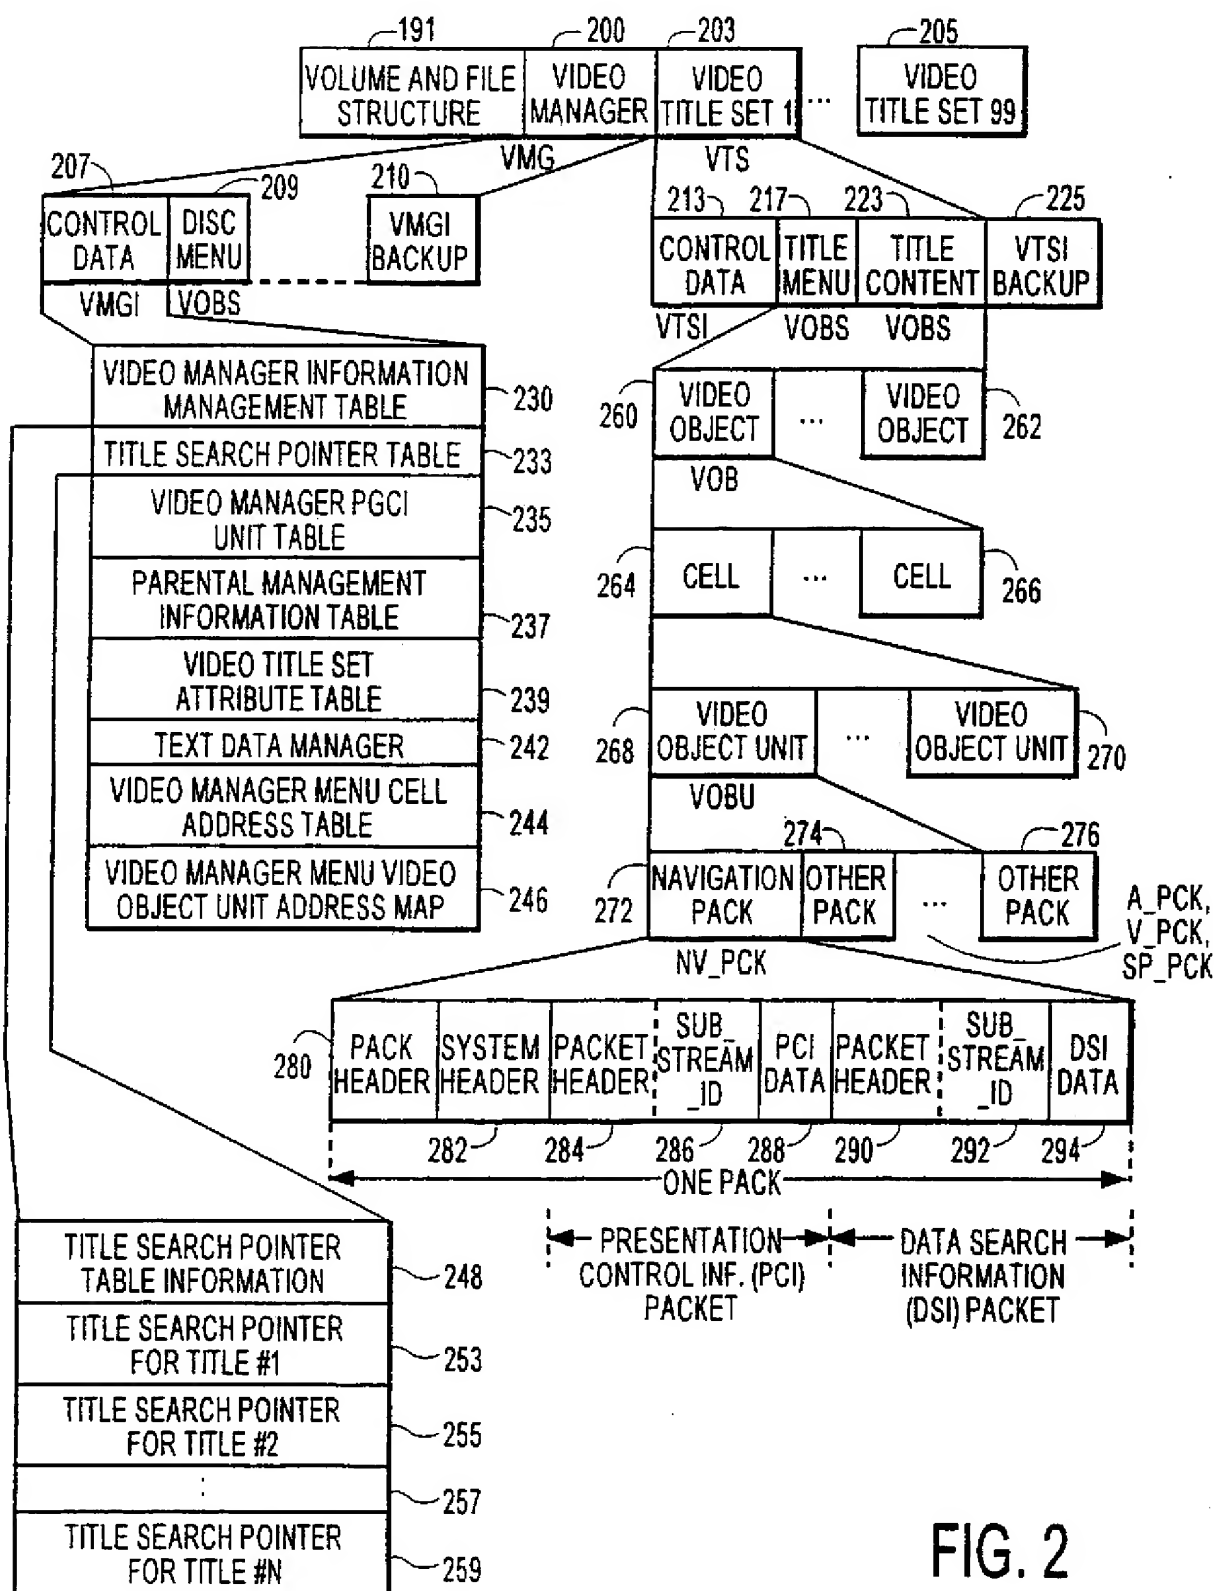 191
200
203
205
VOLUME AND FILE
STRUCTURE
VIDEO
MANAGER
VIDEO
TITLE SET 1
...
VIDEO
TITLE SET 99
VMG
VTS
207
209
210
213
217
223
225
CONTROL
DATA
DISC
MENU
VMGI
BACKUP
CONTROL
DATA
TITLE
MENU
TITLE
CONTENT
VTSI
BACKUP
VMGI
VOBS
VTSI
VOBS
VOBS
VIDEO MANAGER INFORMATION
MANAGEMENT TABLE
230
TITLE SEARCH POINTER TABLE
233
VIDEO MANAGER PGCI
UNIT TABLE
235
PARENTAL MANAGEMENT
INFORMATION TABLE
237
VIDEO TITLE SET
ATTRIBUTE TABLE
239
TEXT DATA MANAGER
242
VIDEO MANAGER MENU CELL
ADDRESS TABLE
244
VIDEO MANAGER MENU VIDEO
OBJECT UNIT ADDRESS MAP
246
260
VIDEO
OBJECT
...
VIDEO
OBJECT
262
VOB
264
CELL
...
CELL
266
268
VIDEO
OBJECT UNIT
...
VIDEO
OBJECT UNIT
270
VOBU
274
276
272
NAVIGATION
PACK
OTHER
PACK
...
OTHER
PACK
A_PCK,
V_PCK,
SP_PCK
NV_PCK
280
PACK
HEADER
SYSTEM
HEADER
PACKET
HEADER
SUB_
STREAM
_ID
PCI
DATA
PACKET
HEADER
SUB_
STREAM
_ID
DSI
DATA
282
284
286
288
290
292
294
ONE PACK
PRESENTATION
CONTROL INF. (PCI)
PACKET
DATA SEARCH
INFORMATION
(DSI) PACKET
TITLE SEARCH POINTER
TABLE INFORMATION
248
TITLE SEARCH POINTER
FOR TITLE #1
253
TITLE SEARCH POINTER
FOR TITLE #2
255
⋮
257
TITLE SEARCH POINTER
FOR TITLE #N
259
FIG. 2